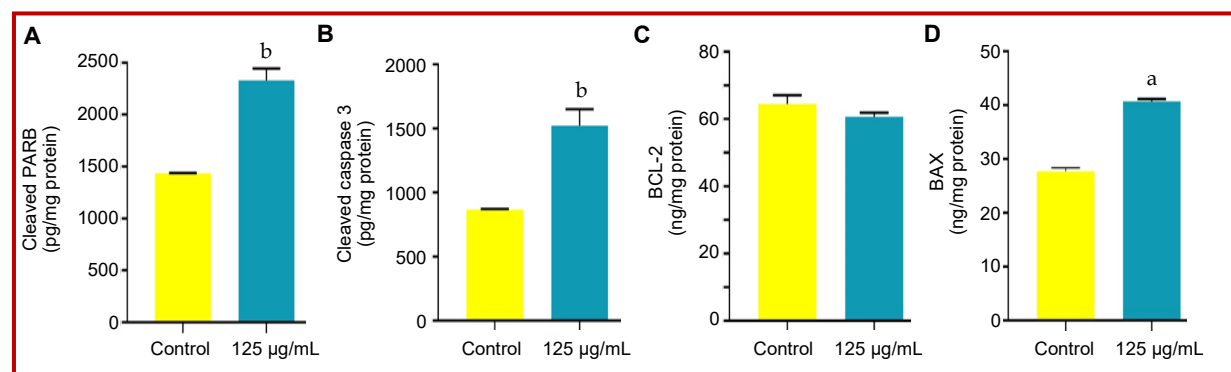 A
Cleaved PARB
(pg/mg protein)
2500
2000
1500
1000
500
0
b
Control
125 µg/mL
B
Cleaved caspase 3
(pg/mg protein)
2000
1500
1000
500
0
b
Control
125 µg/mL
C
BCL-2
(ng/mg protein)
80
60
40
60
20
0
Control
125 µg/mL
D
BAX
(ng/mg protein)
50
40
30
20
10
0
a
Control
125 µg/mL